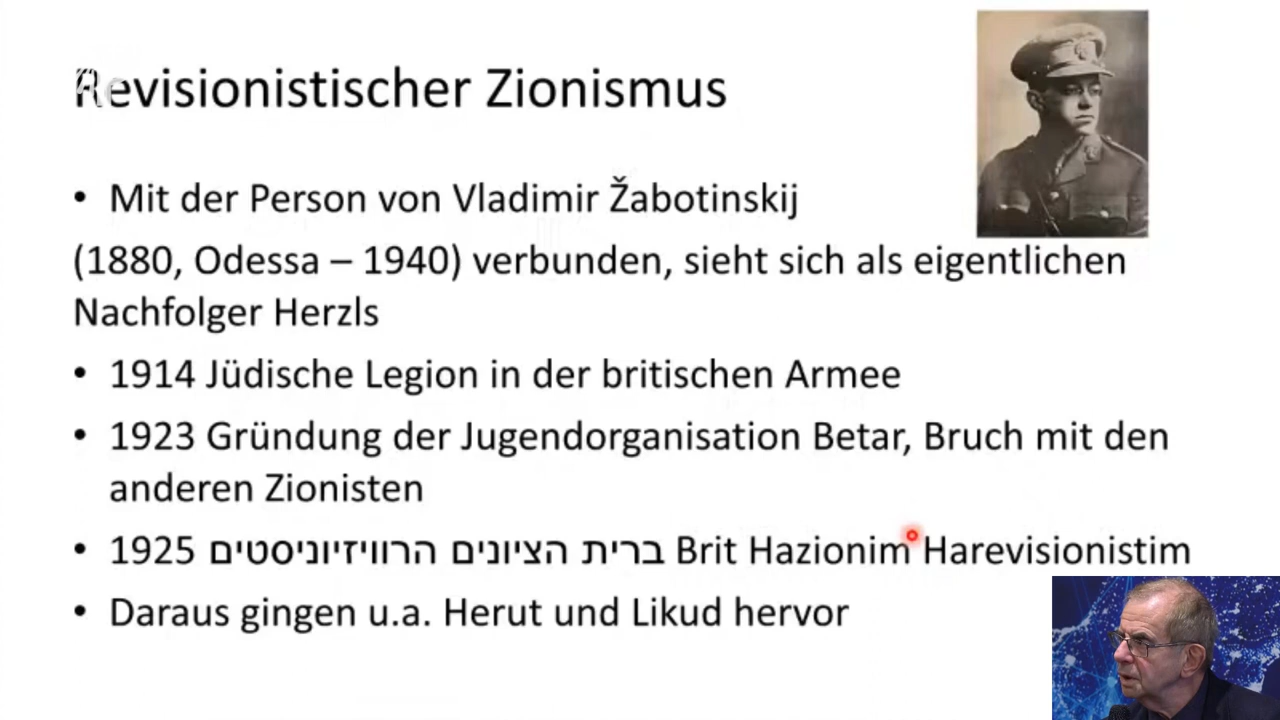 Revisionistischer Zionismus
• Mit der Person von Vladimir Žabotinskij
(1880, Odessa – 1940) verbunden, sieht sich als eigentlichen
Nachfolger Herzls
• 1914 Jüdische Legion in der britischen Armee
• 1923 Gründung der Jugendorganisation Betar, Bruch mit den
anderen Zionisten
• 1925 ברית הציונים הרוויזיוניסטים Brit Hazionim Harevisionistim
• Daraus gingen u.a. Herut und Likud hervor